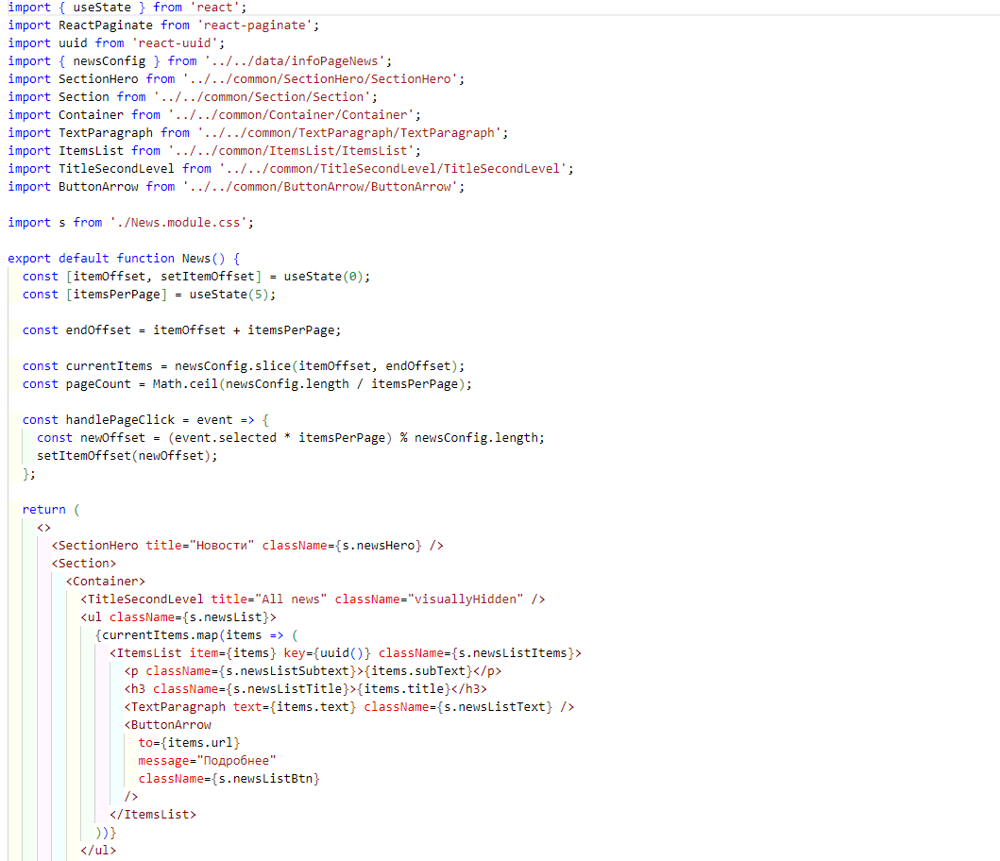 import { useState } from 'react';
import ReactPaginate from 'react-paginate';
import uuid from 'react-uuid';
import { newsConfig } from '../../data/infoPageNews';
import SectionHero from '../../common/SectionHero/SectionHero';
import Section from '../../common/Section/Section';
import Container from '../../common/Container/Container';
import TextParagraph from '../../common/TextParagraph/TextParagraph';
import ItemsList from '../../common/ItemsList/ItemsList';
import TitleSecondLevel from '../../common/TitleSecondLevel/TitleSecondLevel';
import ButtonArrow from '../../common/ButtonArrow/ButtonArrow';

import s from './News.module.css';

export default function News() {
  const [itemOffset, setItemOffset] = useState(0);
  const [itemsPerPage] = useState(5);

  const endOffset = itemOffset + itemsPerPage;

  const currentItems = newsConfig.slice(itemOffset, endOffset);
  const pageCount = Math.ceil(newsConfig.length / itemsPerPage);

  const handlePageClick = event => {
    const newOffset = (event.selected * itemsPerPage) % newsConfig.length;
    setItemOffset(newOffset);
  };

  return (
    <>
      <SectionHero title="Новости" className={s.newsHero} />
      <Section>
        <Container>
          <TitleSecondLevel title="All news" className="visuallyHidden" />
          <ul className={s.newsList}>
            {currentItems.map(items => (
              <ItemsList item={items} key={uuid()} className={s.newsListItems}>
                <p className={s.newsListSubtext}>{items.subText}</p>
                <h3 className={s.newsListTitle}>{items.title}</h3>
                <TextParagraph text={items.text} className={s.newsListText} />
                <ButtonArrow
                  to={items.url}
                  message="Подробнее"
                  className={s.newsListBtn}
                />
              </ItemsList>
            ))}
          </ul>